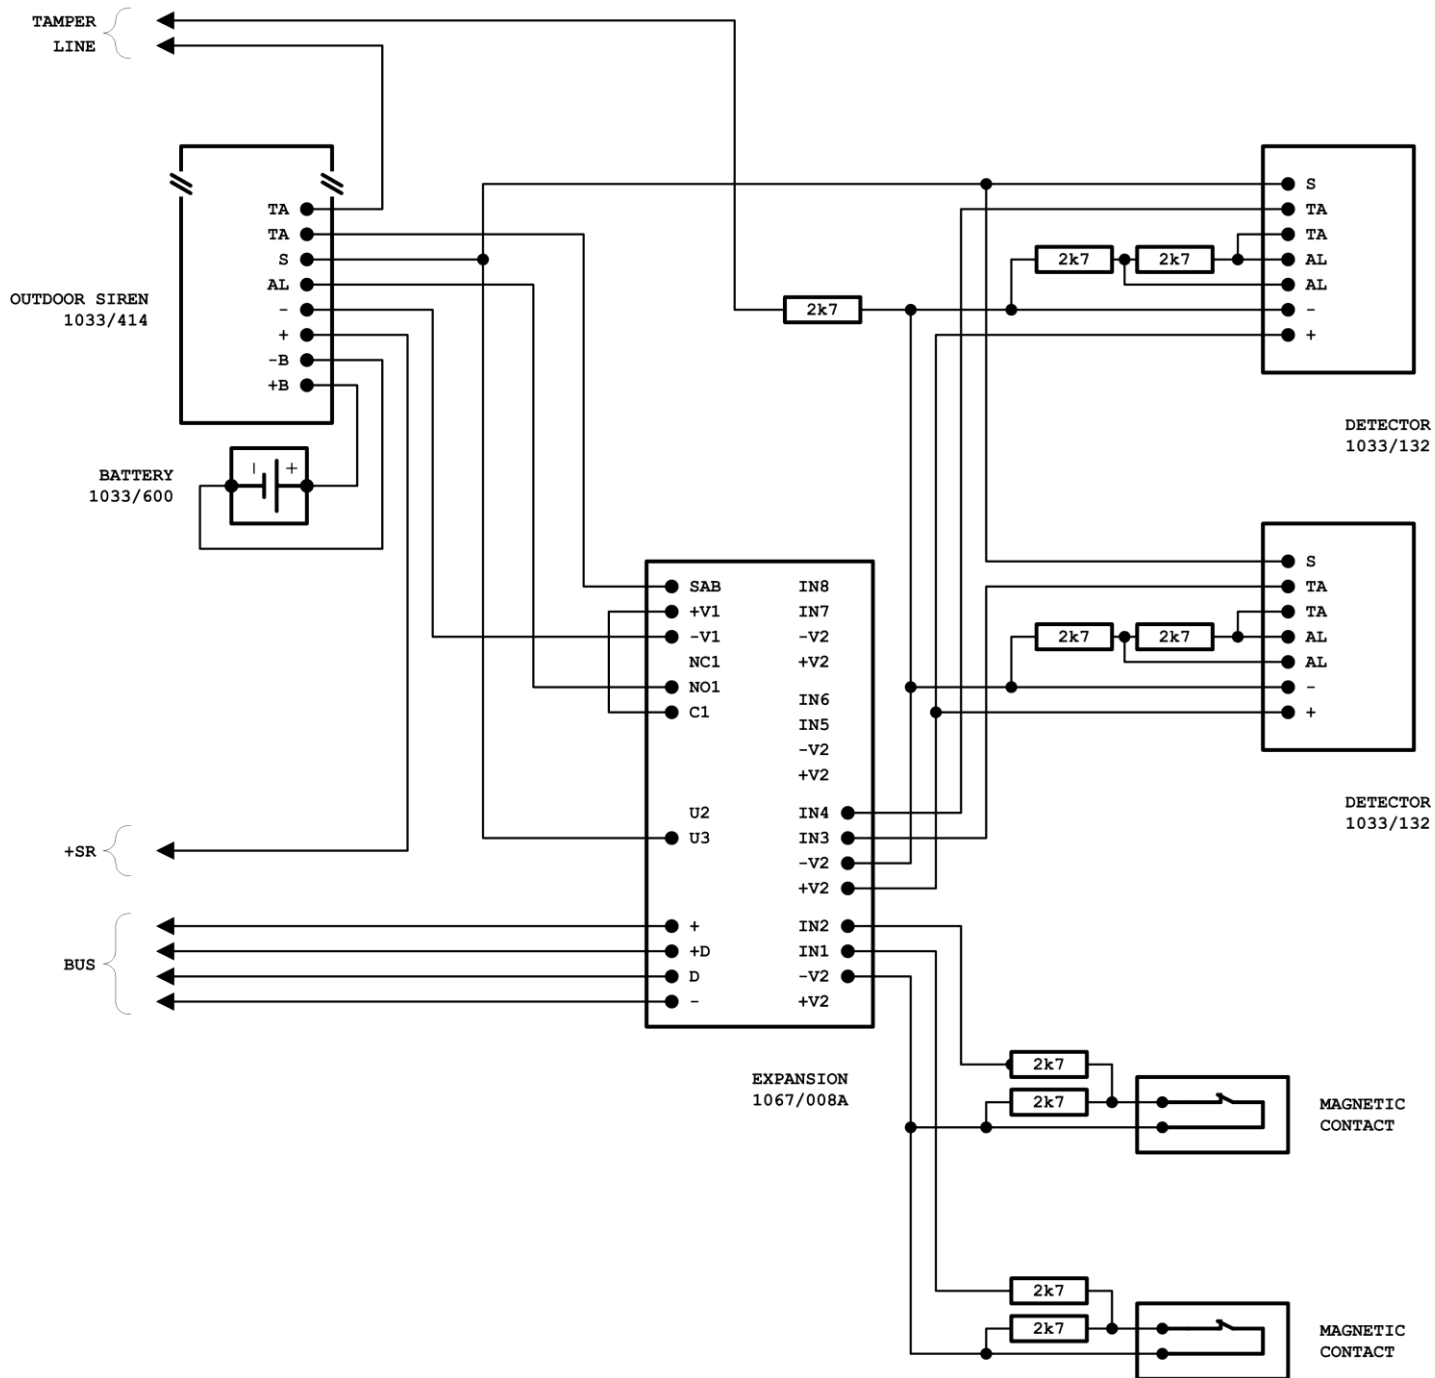 TAMPER
LINE
TA
TA
S
AL
-
+
-B
+B
OUTDOOR SIREN
1033/414
BATTERY
1033/600
- +
2k7
S
TA
TA
AL
AL
-
+
2k7 2k7
DETECTOR
1033/132
S
TA
TA
AL
AL
-
+
2k7 2k7
DETECTOR
1033/132
SAB IN8
+V1 IN7
-V1 -V2
NC1 +V2
NO1 IN6
C1 IN5
-V2
+V2
U2 IN4
U3 IN3
-V2
+V2
+ IN2
+D IN1
D -V2
- +V2
EXPANSION
1067/008A
+SR
BUS
2k7
2k7
MAGNETIC
CONTACT
2k7
2k7
MAGNETIC
CONTACT